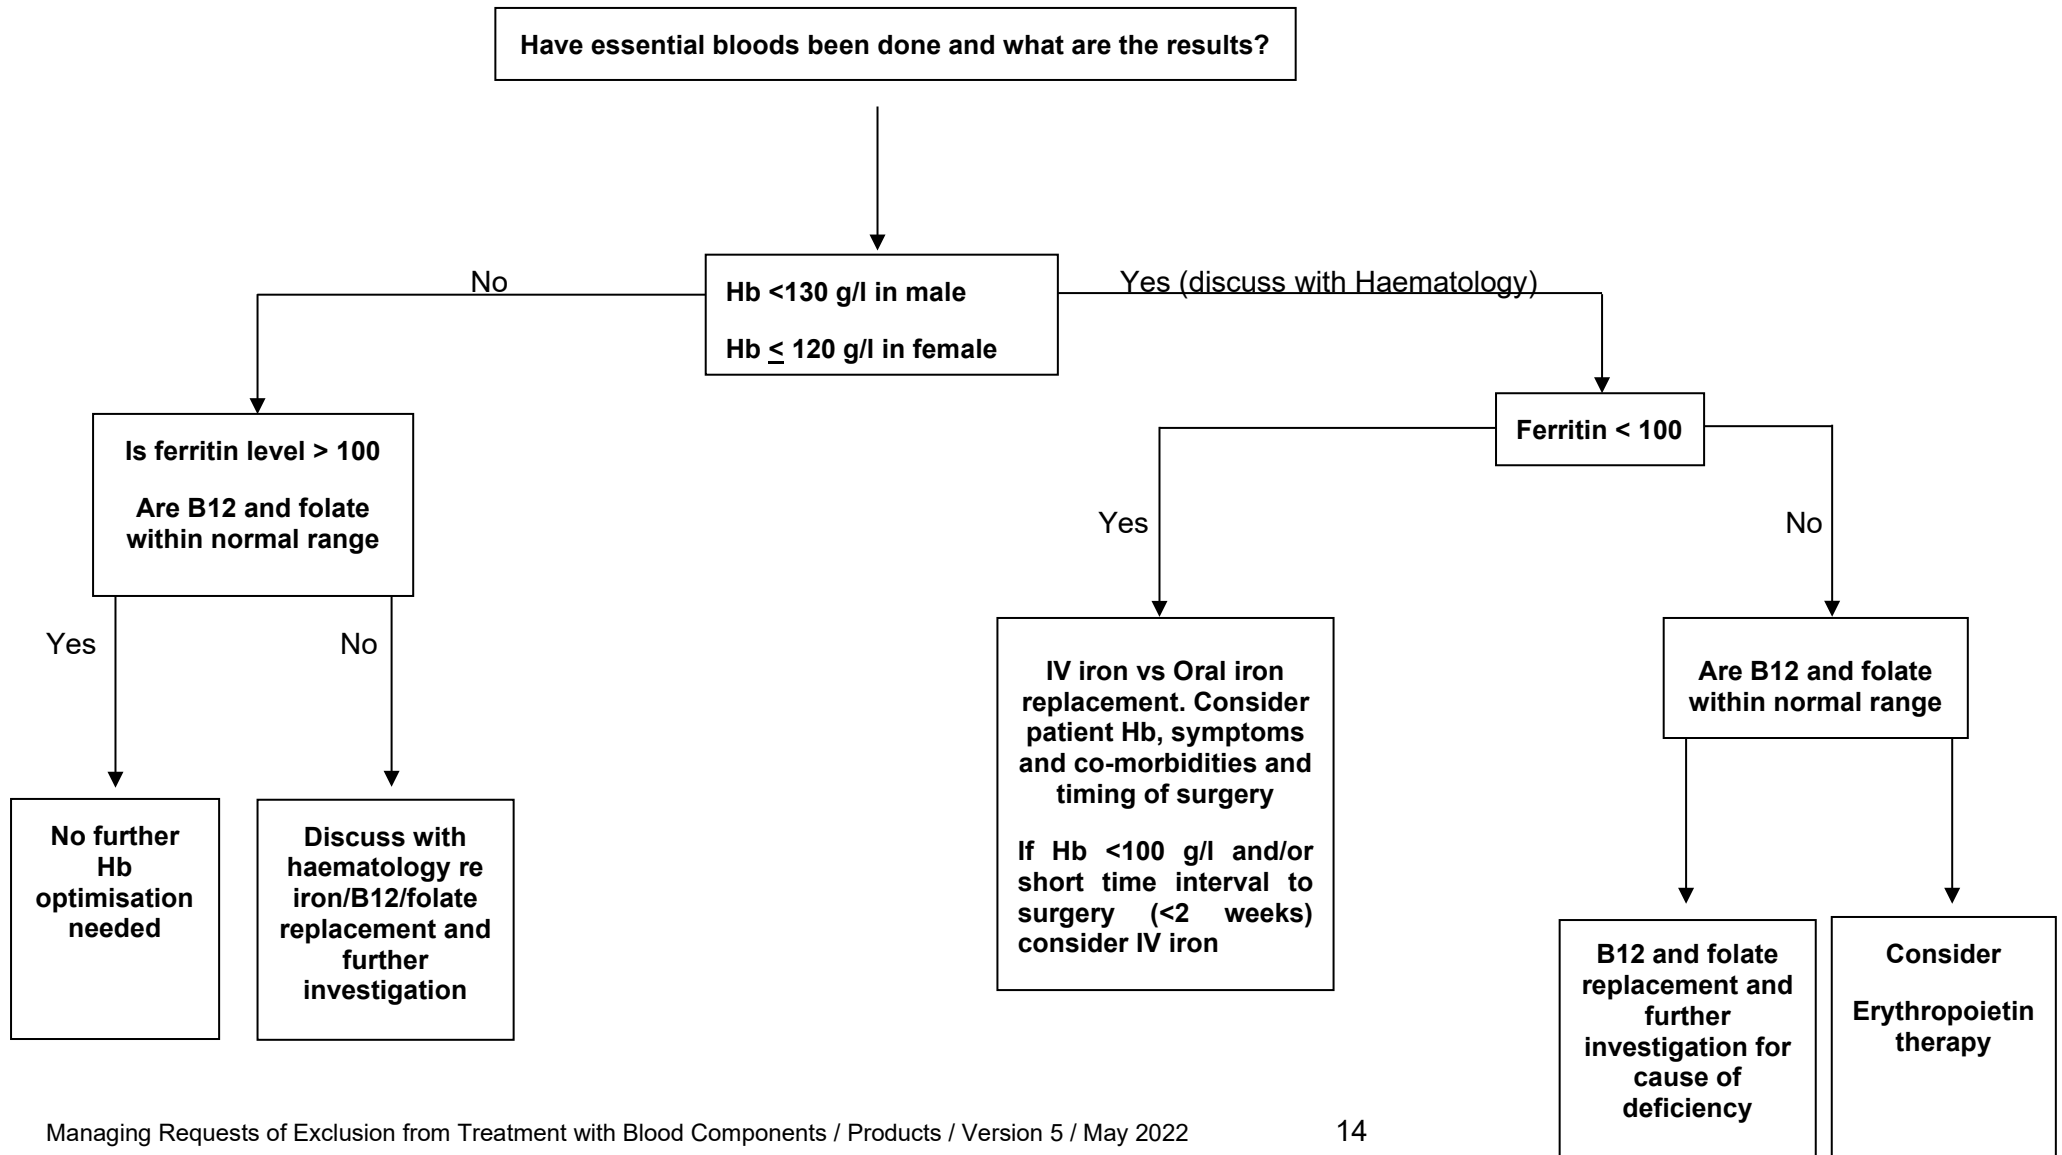 Have essential bloods been done and what are the results?
No
Hb <130 g/l in male
Hb < 120 g/l in female
Yes (discuss with Haematology)
Is ferritin level > 100
Are B12 and folate
within normal range
Ferritin < 100
Yes
No
Yes
No
IV iron vs Oral iron
replacement. Consider
patient Hb, symptoms
and co-morbidities and
timing of surgery
If Hb <100 g/l and/or
short time interval to
surgery (<2 weeks)
consider IV iron
Are B12 and folate
within normal range
No further
Hb
optimisation
needed
Discuss with
haematology re
iron/B12/folate
replacement and
further
investigation
B12 and folate
replacement and
further
investigation for
cause of
deficiency
Consider
Erythropoietin
therapy
Managing Requests of Exclusion from Treatment with Blood Components / Products / Version 5 / May 2022
14